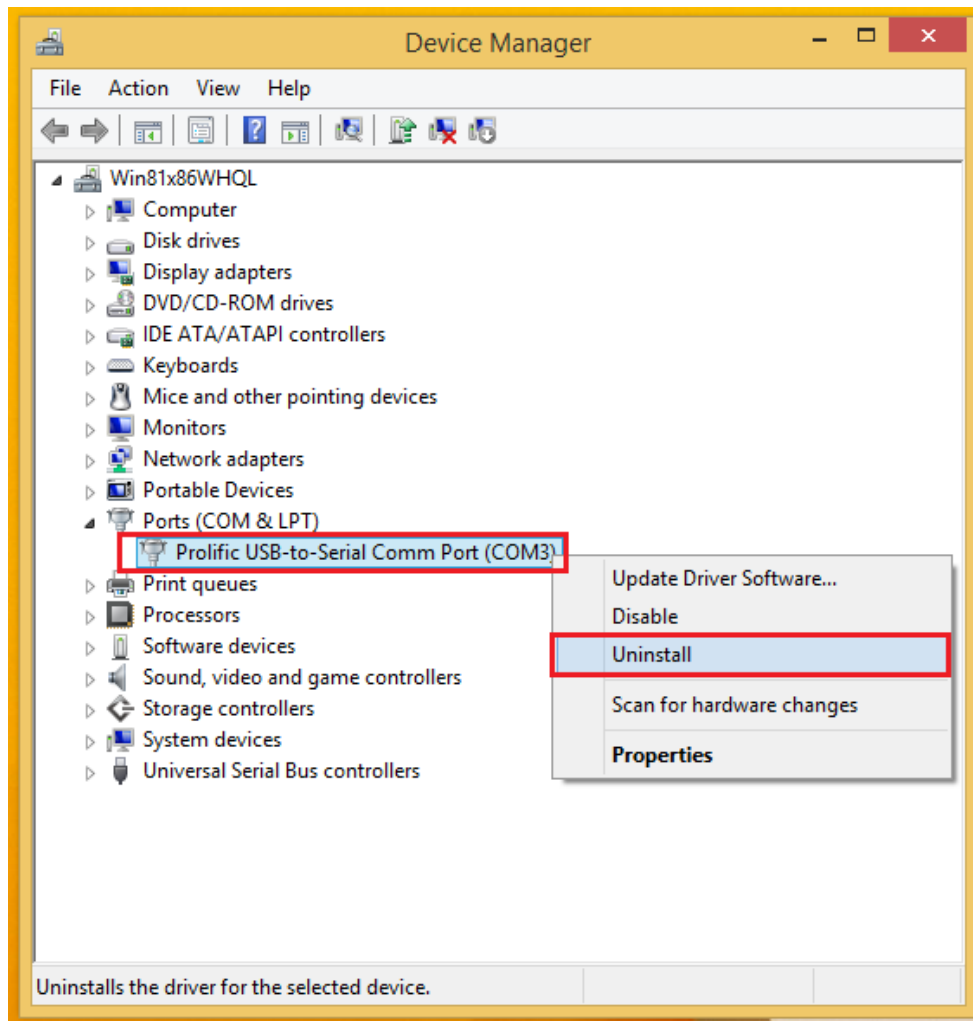 Device Manager
File Action View Help
Win81x86WHQL
Computer
Disk drives
Display adapters
DVD/CD-ROM drives
IDE ATA/ATAPI controllers
Keyboards
Mice and other pointing devices
Monitors
Network adapters
Portable Devices
Ports (COM & LPT)
Prolific USB-to-Serial Comm Port (COM3)
Print queues
Processors
Software devices
Sound, video and game controllers
Storage controllers
System devices
Universal Serial Bus controllers
Update Driver Software...
Disable
Uninstall
Scan for hardware changes
Properties
Uninstalls the driver for the selected device.